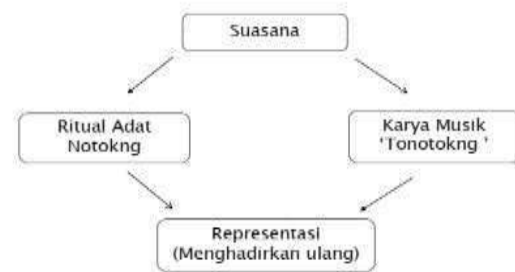 Suasana
Ritual Adat
Notokng
Karya Musik
'Tonotokng '
Representasi
(Menghadirkan ulang)